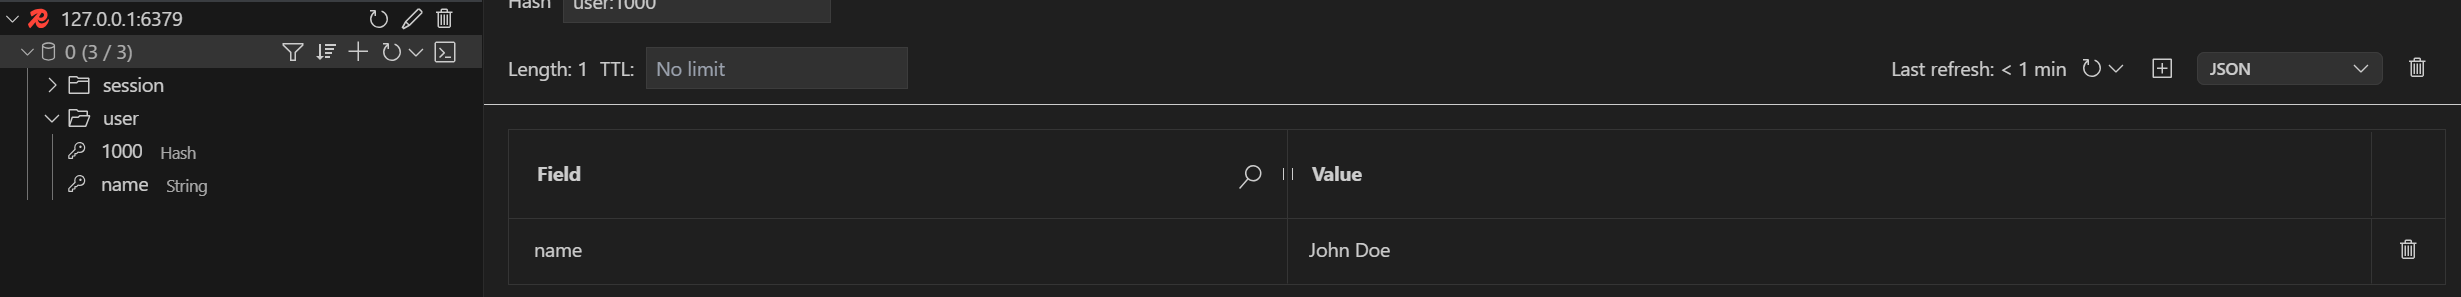 127.0.0.1:6379
0 (3 / 3)
session
user
1000 Hash
name String
Hash user:1000
Length: 1 TTL: No limit Last refresh: < 1 min JSON
Field Value
name John Doe